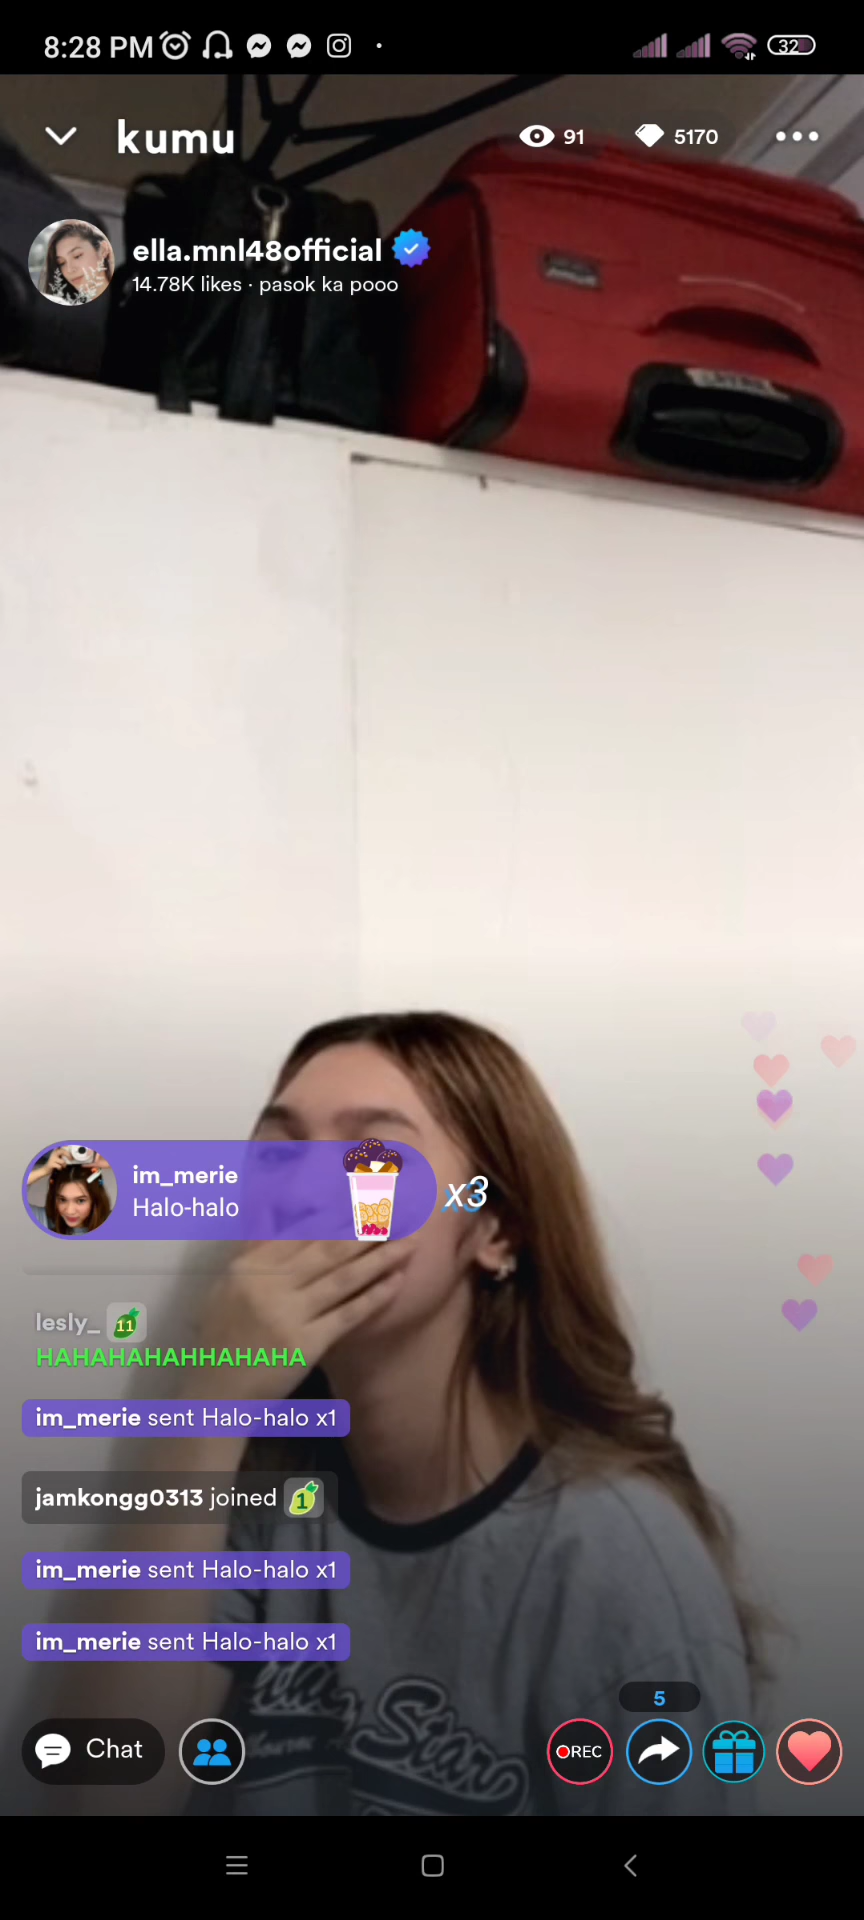 8:28 PM
32
kumu
91
5170
ella.mnl48official
14.78K likes · pasok ka pooo
im_merie
Halo-halo
x3
lesly_ 11
HAHAHAHAHHAHAHA
im_merie sent Halo-halo x1
jamkongg0313 joined 1
im_merie sent Halo-halo x1
im_merie sent Halo-halo x1
5
Chat
REC
Star